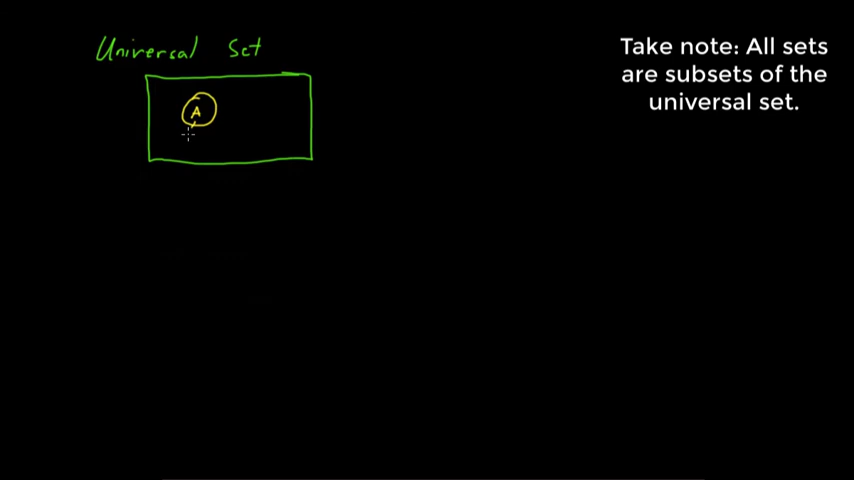 Universal Set
A
Take note: All sets
are subsets of the
universal set.